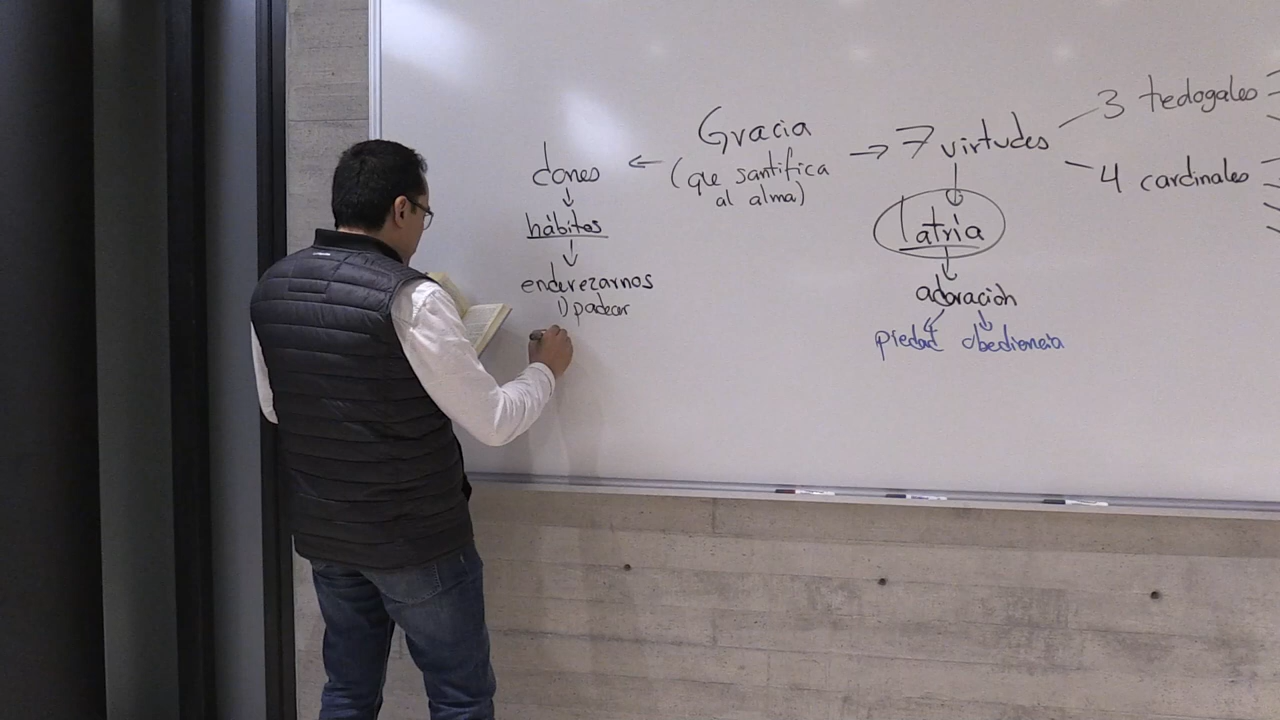 Gracia
(que santifica
al alma)
dones
hábitos
enderezarnos
1) padecer
7 virtudes
3 teologales
4 cardinales
latría
adoración
piedad obediencia